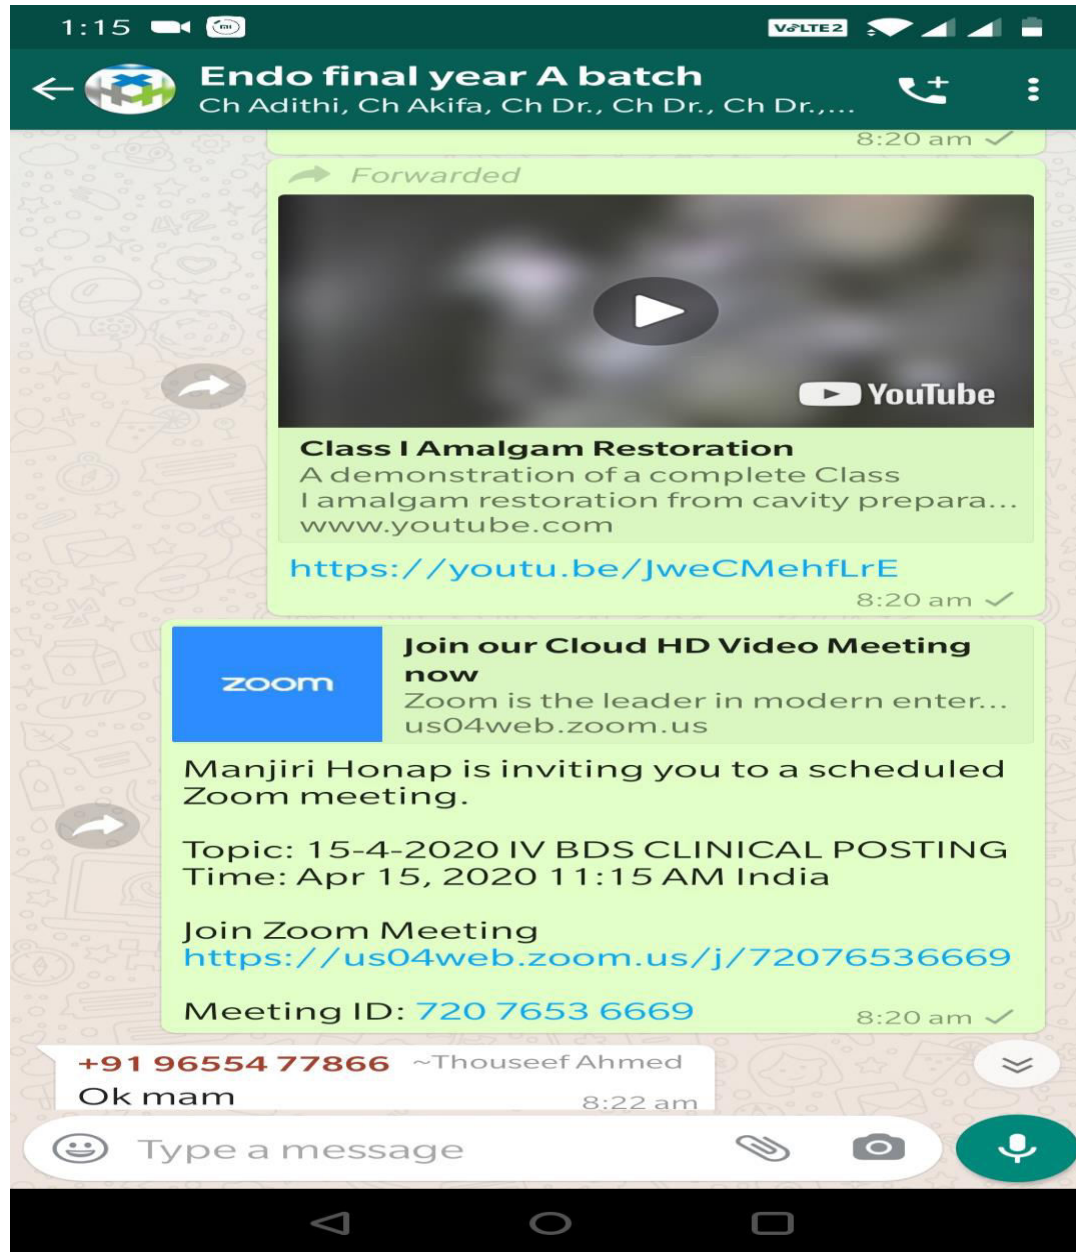 1:15
VoLTE2
Endo final year A batch
Ch Adithi, Ch Akifa, Ch Dr., Ch Dr., Ch Dr.,...
8:20 am
Forwarded
YouTube
Class I Amalgam Restoration
A demonstration of a complete Class
I amalgam restoration from cavity prepara...
www.youtube.com
https://youtu.be/JweCMehfLrE
8:20 am
zoom
Join our Cloud HD Video Meeting
now
Zoom is the leader in modern enter...
us04web.zoom.us
Manjiri Honap is inviting you to a scheduled
Zoom meeting.
Topic: 15-4-2020 IV BDS CLINICAL POSTING
Time: Apr 15, 2020 11:15 AM India
Join Zoom Meeting
https://us04web.zoom.us/j/72076536669
Meeting ID: 720 7653 6669
8:20 am
+91 96554 77866 ~Thouseef Ahmed
Ok mam
8:22 am
Type a message